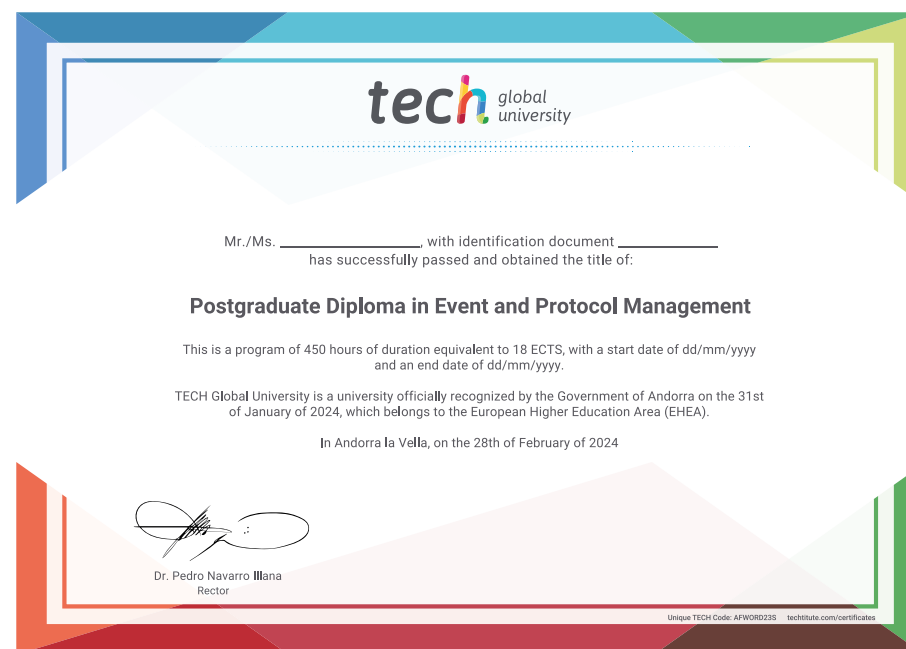 tech global
university
Mr./Ms. ____________________, with identification document ______________
has successfully passed and obtained the title of:
Postgraduate Diploma in Event and Protocol Management
This is a program of 450 hours of duration equivalent to 18 ECTS, with a start date of dd/mm/yyyy
and an end date of dd/mm/yyyy.
TECH Global University is a university officially recognized by the Government of Andorra on the 31st
of January of 2024, which belongs to the European Higher Education Area (EHEA).
In Andorra la Vella, on the 28th of February of 2024
Dr. Pedro Navarro Illana
Rector
Unique TECH Code: AFWORD23S techtitute.com/certificates